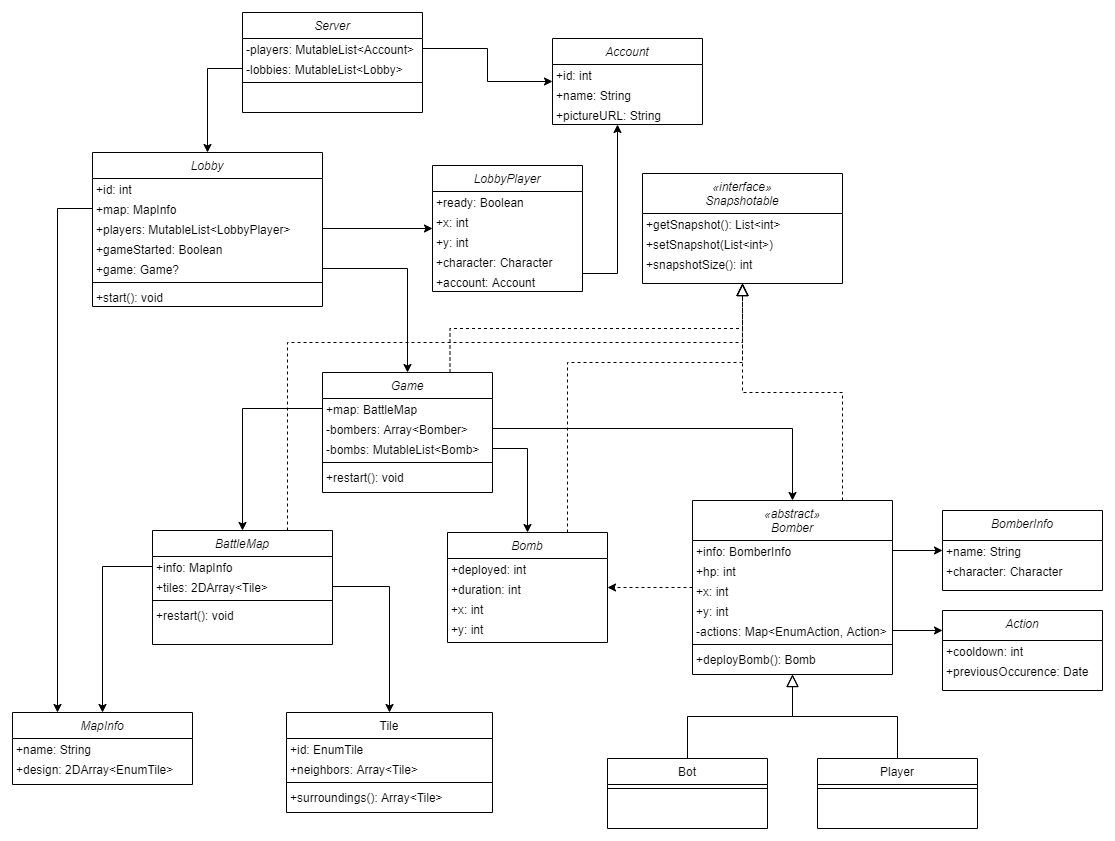 Server
-players: MutableList<Account>
-lobbies: MutableList<Lobby>
Account
+id: int
+name: String
+pictureURL: String
Lobby
+id: int
+map: MapInfo
+players: MutableList<LobbyPlayer>
+gameStarted: Boolean
+game: Game?
+start(): void
LobbyPlayer
+ready: Boolean
+x: int
+y: int
+character: Character
+account: Account
«interface»
Snapshotable
+getSnapshot(): List<int>
+setSnapshot(List<int>)
+snapshotSize(): int
Game
+map: BattleMap
-bombers: Array<Bomber>
-bombs: MutableList<Bomb>
+restart(): void
BattleMap
+info: MapInfo
+tiles: 2DArray<Tile>
+restart(): void
Bomb
+deployed: int
+duration: int
+x: int
+y: int
«abstract»
Bomber
+info: BomberInfo
+hp: int
+x: int
+y: int
-actions: Map<EnumAction, Action>
+deployBomb(): Bomb
BomberInfo
+name: String
+character: Character
Action
+cooldown: int
+previousOccurence: Date
MapInfo
+name: String
+design: 2DArray<EnumTile>
Tile
+id: EnumTile
+neighbors: Array<Tile>
+surroundings(): Array<Tile>
Bot
Player